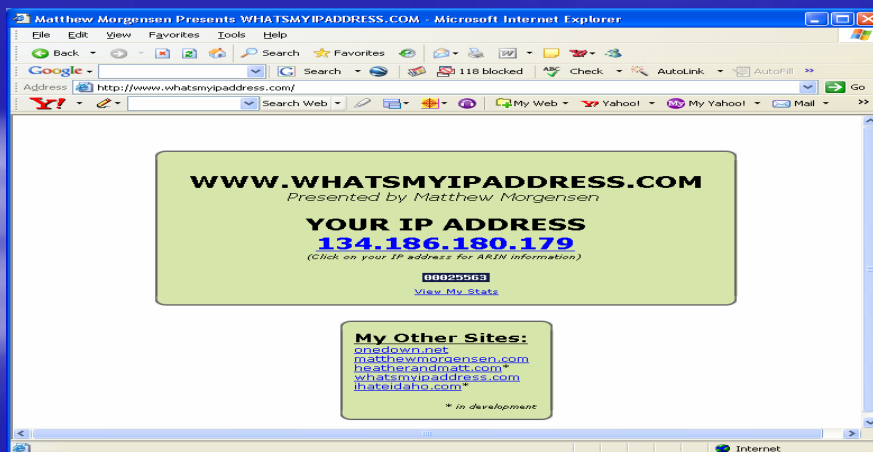 Matthew Morgensen Presents WHATSMYIPADDRESS.COM - Microsoft Internet Explorer
File Edit View Favorites Tools Help
Back Search Favorites
Google Search 118 blocked ABC Check AutoLink AutoFill »
Address http://www.whatsmyipaddress.com/ Go
Y! Search Web My Web Yahoo! My Yahoo! Mail »
WWW.WHATSMYIPADDRESS.COM
Presented by Matthew Morgensen
YOUR IP ADDRESS
134.186.180.179
(Click on your IP address for ARIN information)
00025563
View My Stats
My Other Sites:
onedown.net
matthewmorgensen.com
heatherandmatt.com*
whatsmyipaddress.com
ihateidaho.com*
* in development
Internet